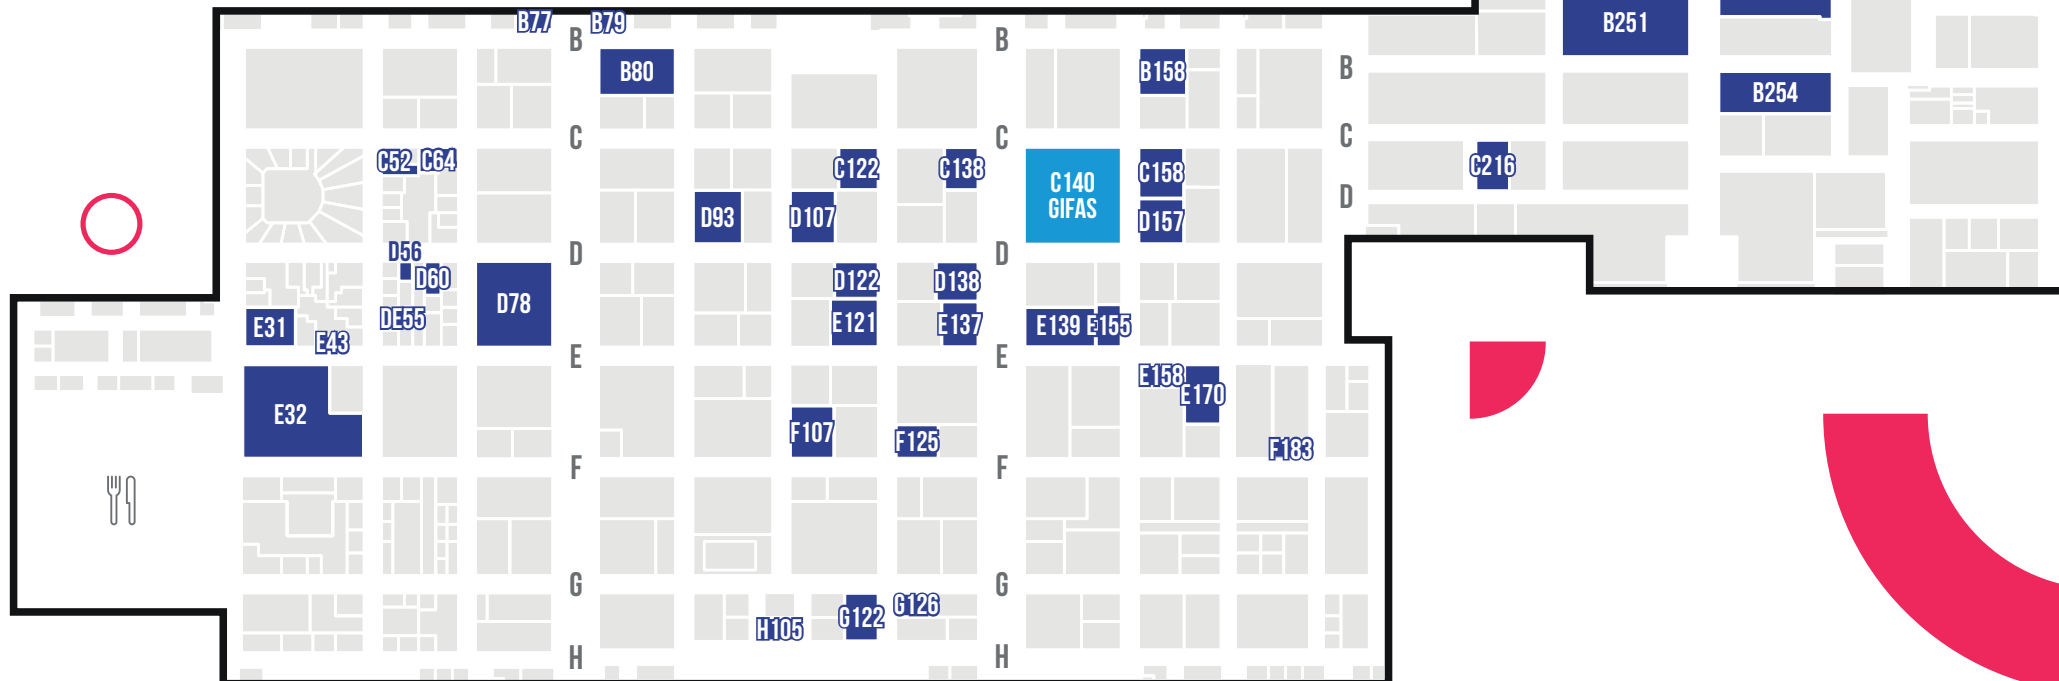 B77
B79
B251
B
B
B80
B158
B
B254
C
C
C
C52
C64
C122
C138
C140
GIFAS
C158
C216
D
D93
D107
D157
D56
D
D
D60
D122
D138
D78
DE55
E31
E43
E121
E137
E139
E155
E
E
E158
E170
E32
F107
F125
F183
F
F
G
G
G122
G126
H105
H
H